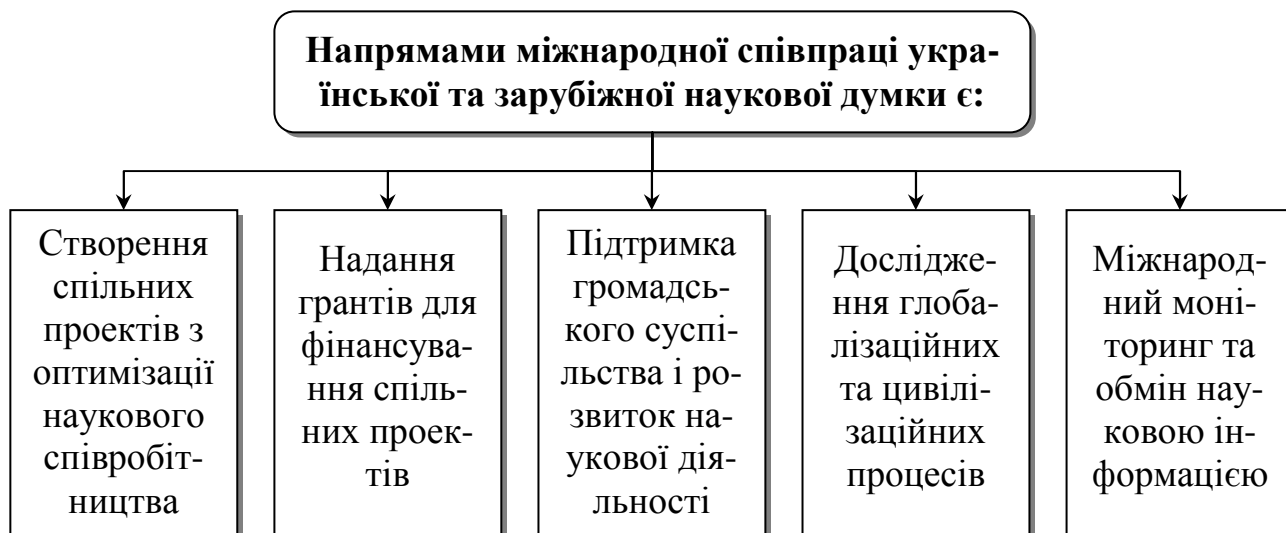 Напрямами міжнародної співпраці укра-
їнської та зарубіжної наукової думки є:
Створення
спільних
проектів з
оптимізації
наукового
співробіт-
ництва
Надання
грантів для
фінансува-
ння спіль-
них проек-
тів
Підтримка
громадсь-
кого суспі-
льства і ро-
звиток на-
укової дія-
льності
Дослідже-
ння глоба-
лізаційних
та цивілі-
заційних
процесів
Міжнарод-
ний моні-
торинг та
обмін нау-
ковою ін-
формацією